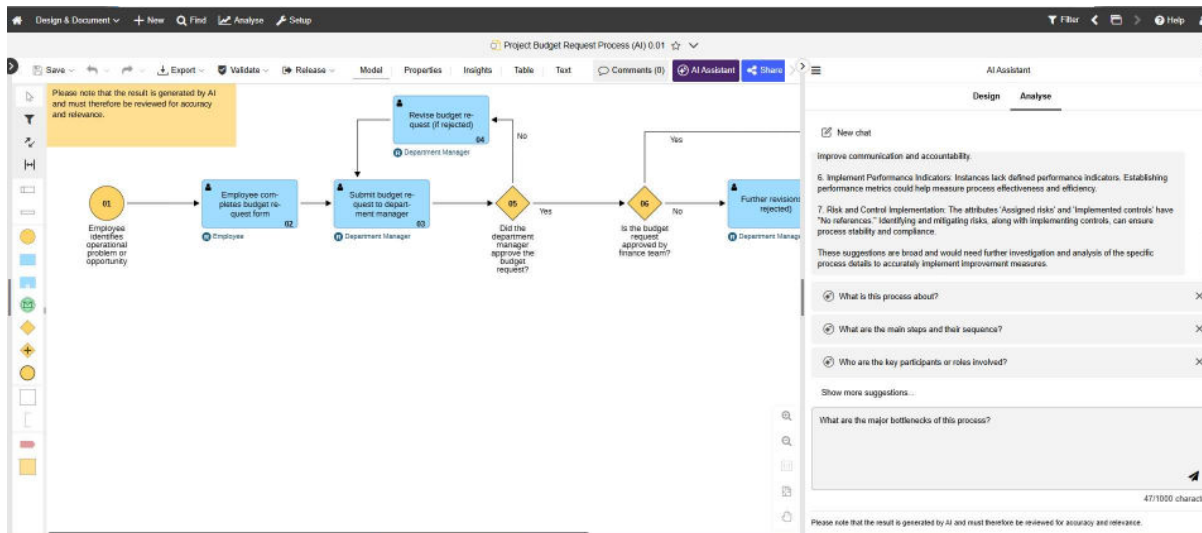 Design & Document
New
Find
Analyse
Setup
Filter
Help
Project Budget Request Process (AI) 0.01
Save
Export
Validate
Release
Model
Properties
Insights
Table
Text
Comments (0)
AI Assistant
Share
AI Assistant
Design
Analyse
Please note that the result is generated by AI
and must therefore be reviewed for accuracy
and relevance.
Revise budget re-
quest (if rejected)
04
Department Manager
No
Yes
01
Employee
identifies
operational
problem or
opportunity
Employee com-
pletes budget re-
quest form
02
Employee
Submit budget re-
quest to depart-
ment manager
03
Department Manager
05
Yes
Did the
department
manager
approve the
budget
request?
06
No
Is the budget
request
approved by
finance team?
Further revisions
rejected)
Department Manage
New chat
improve communication and accountability.
6. Implement Performance Indicators: Instances lack defined performance indicators. Establishing
performance metrics could help measure process effectiveness and efficiency.
7. Risk and Control Implementation: The attributes 'Assigned risks' and 'Implemented controls' have
"No references." Identifying and mitigating risks, along with implementing controls, can ensure
process stability and compliance.
These suggestions are broad and would need further investigation and analysis of the specific
process details to accurately implement improvement measures.
What is this process about?
What are the main steps and their sequence?
Who are the key participants or roles involved?
Show more suggestions...
What are the major bottlenecks of this process?
47/1000 charact
Please note that the result is generated by AI and must therefore be reviewed for accuracy and relevance.